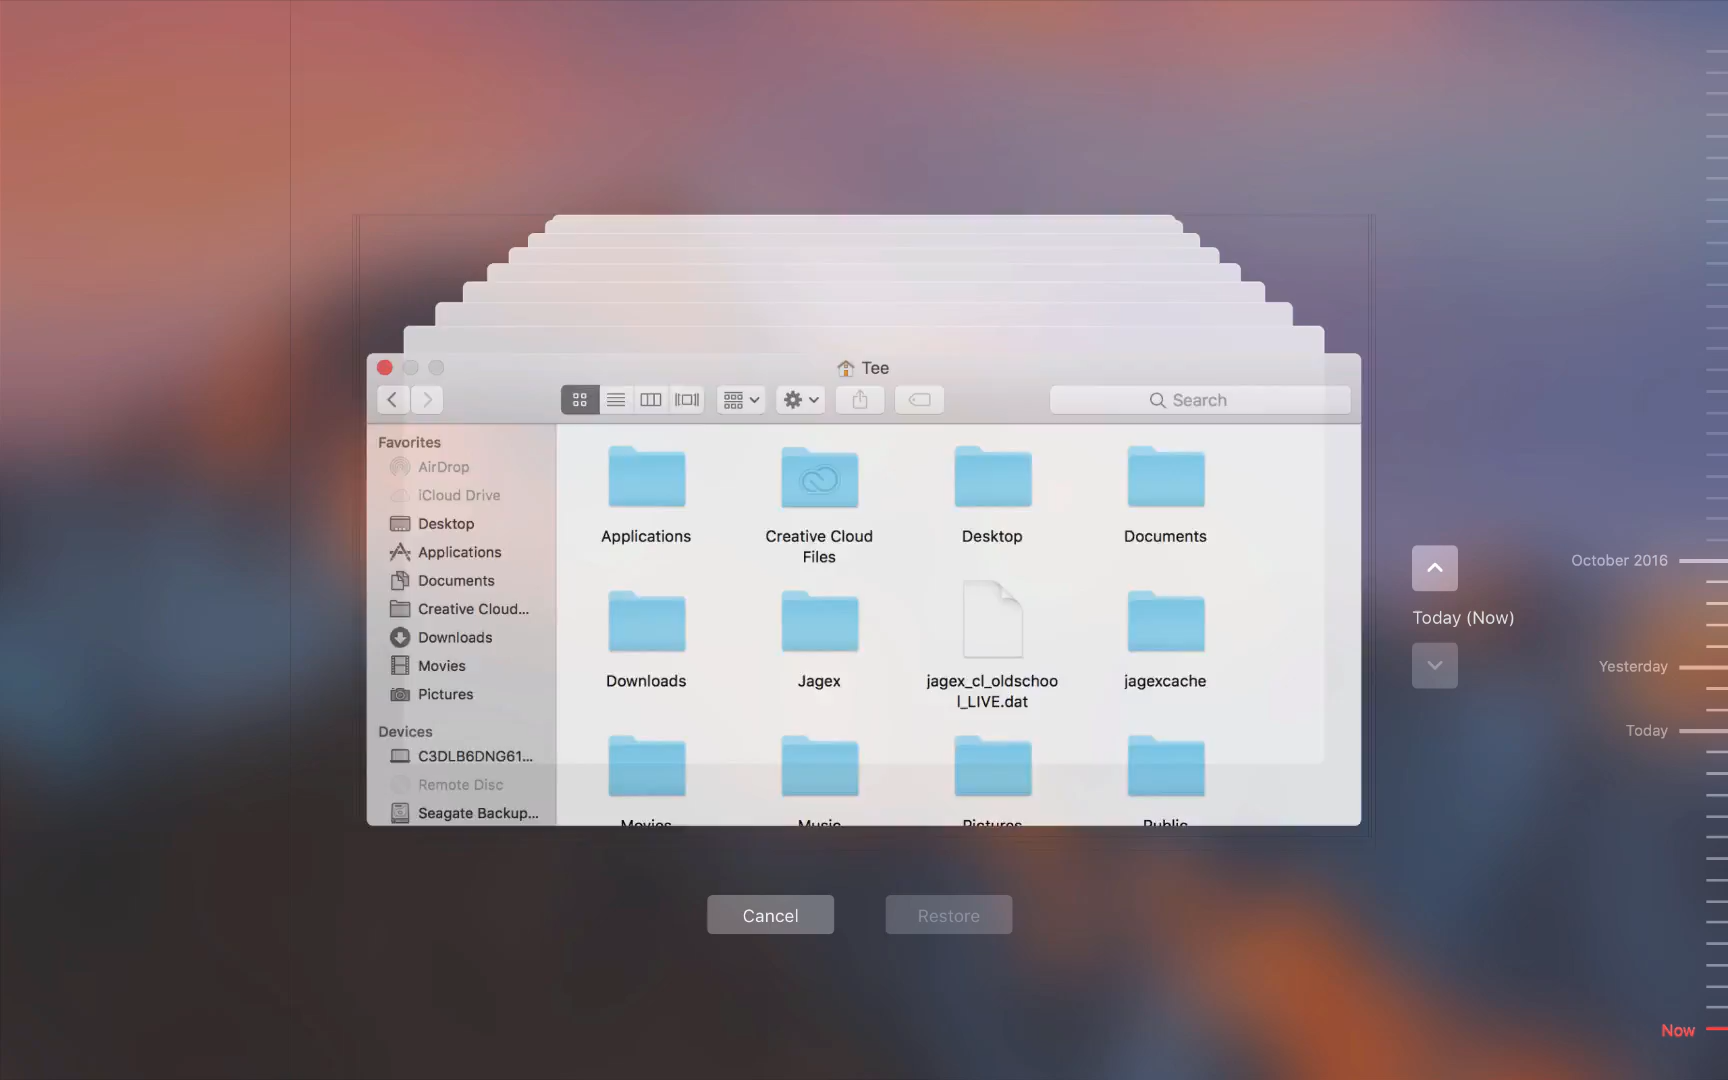 Tee
Search
Favorites
AirDrop
iCloud Drive
Desktop
Applications
Documents
Creative Cloud...
Downloads
Movies
Pictures
Devices
C3DLB6DNG61...
Remote Disc
Seagate Backup...
Applications
Creative Cloud
Files
Desktop
Documents
Downloads
Jagex
jagex_cl_oldschoo
l_LIVE.dat
jagexcache
Movies
Music
Pictures
Public
Today (Now)
October 2016
Yesterday
Today
Now
Cancel
Restore